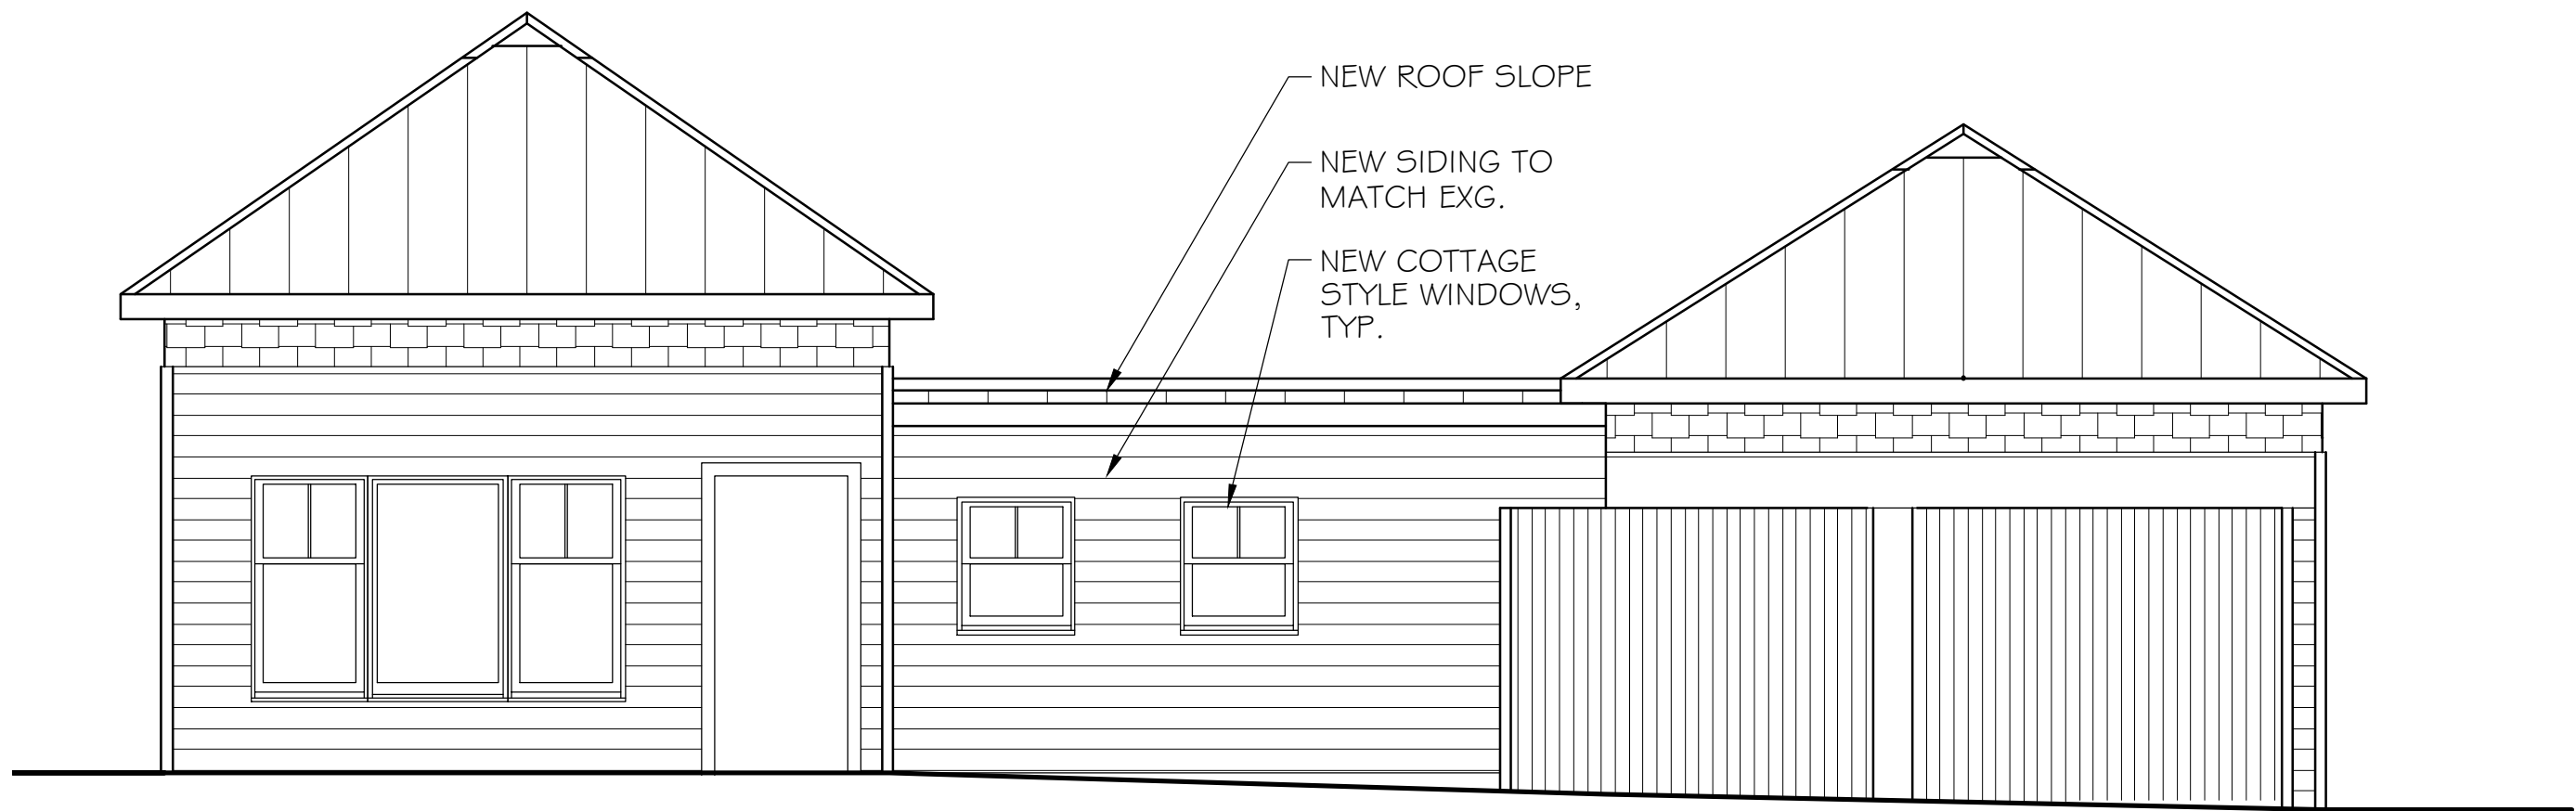 NEW ROOF SLOPE
NEW SIDING TO
MATCH EXG.
NEW COTTAGE
STYLE WINDOWS,
TYP.